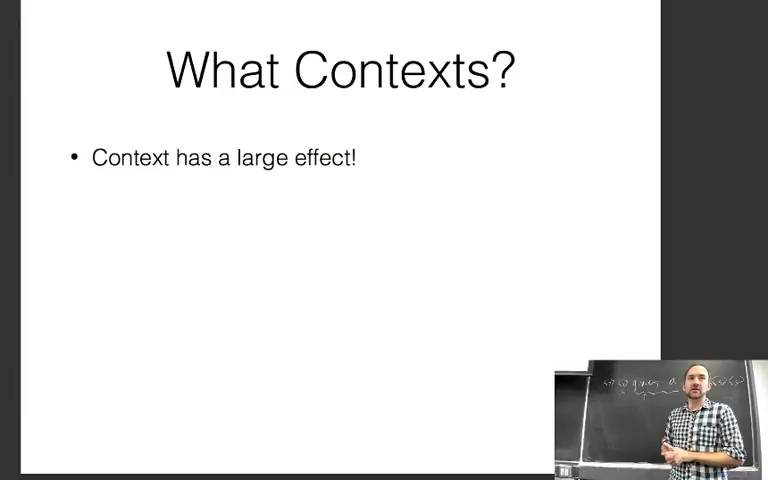 What Contexts?
• Context has a large effect!